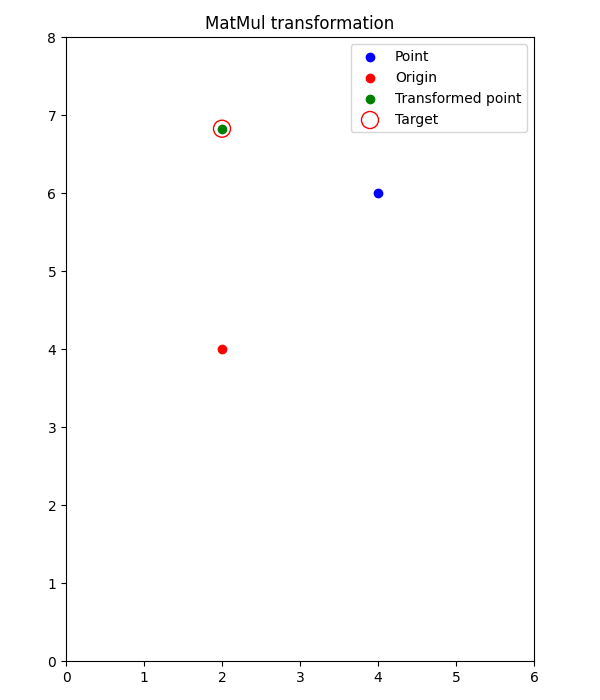 MatMul transformation
8
7
6
5
4
3
2
1
0
Point
Origin
Transformed point
Target
0 1 2 3 4 5 6